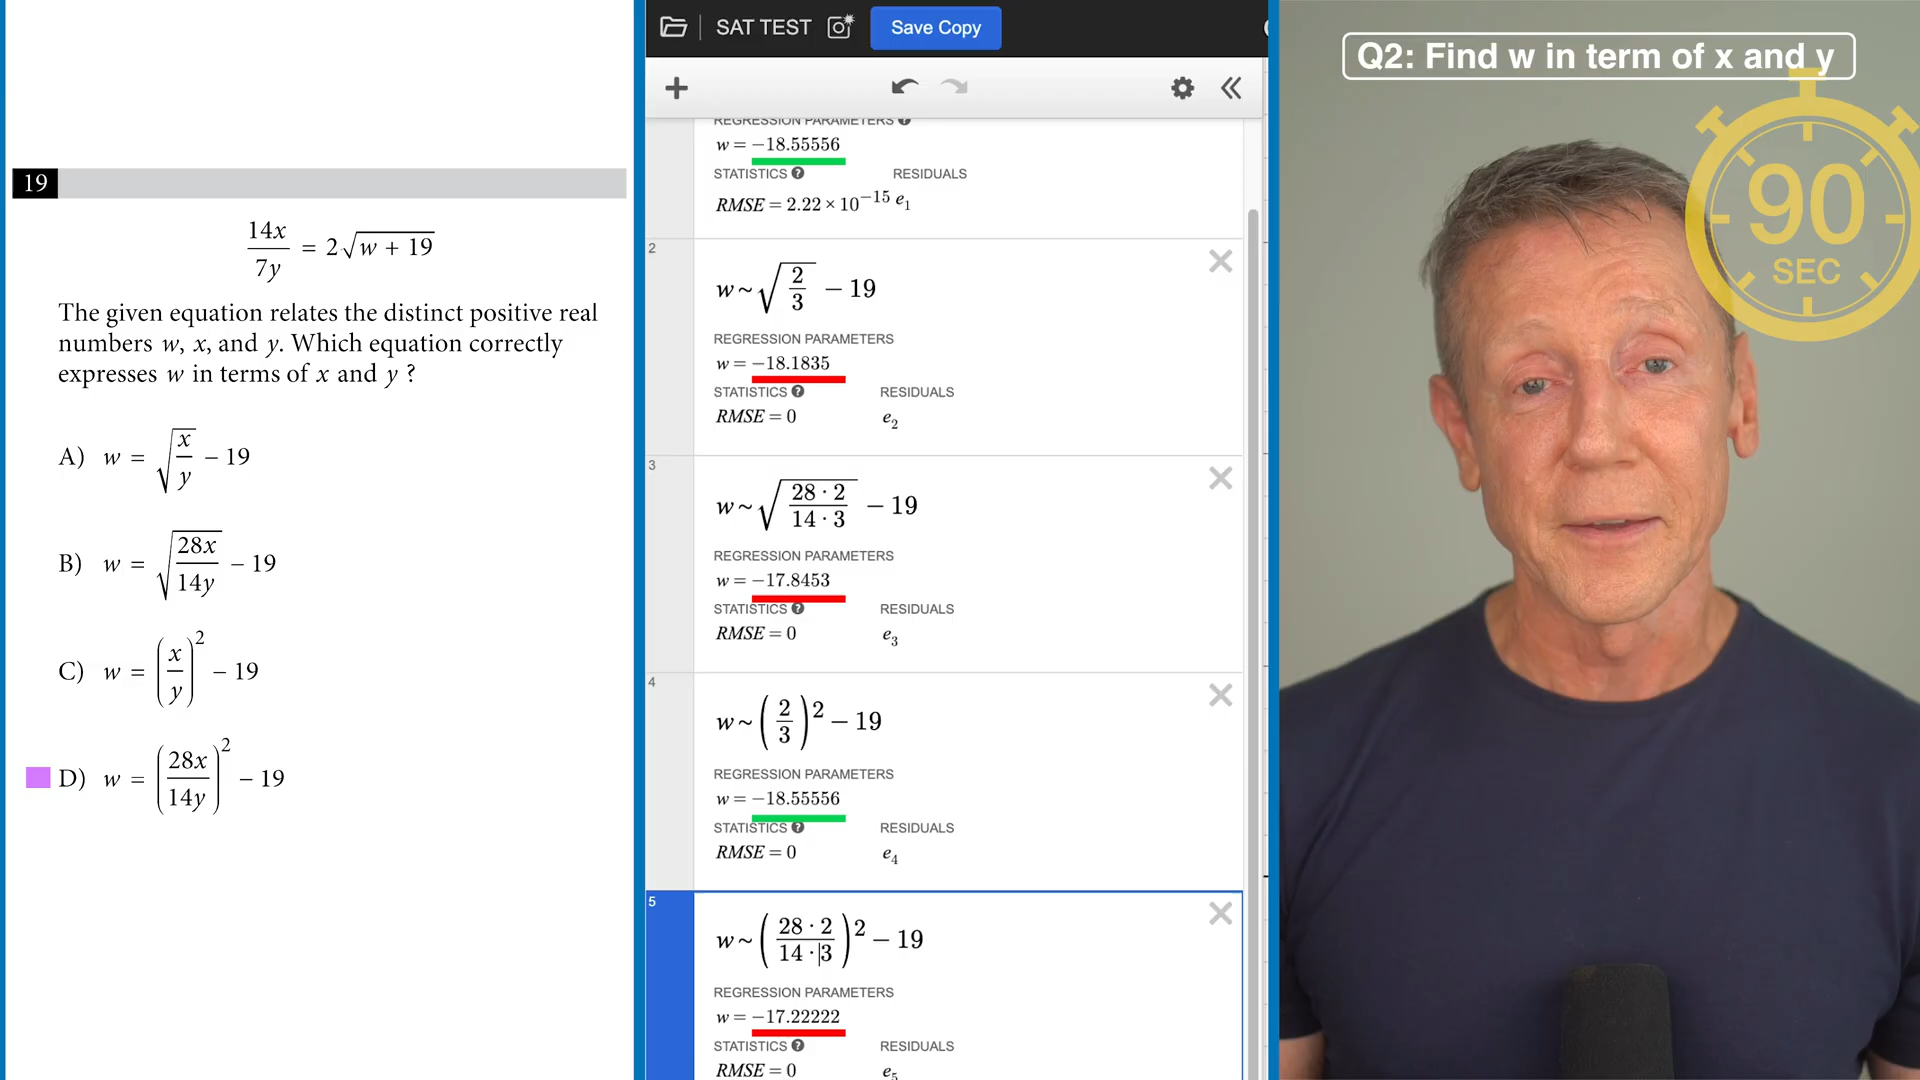 19
14x
7y = 2√w + 19
The given equation relates the distinct positive real
numbers w, x, and y. Which equation correctly
expresses w in terms of x and y ?
A) w = √x/y − 19
B) w = √28x/14y − 19
C) w = (x/y)² − 19
D) w = (28x/14y)² − 19
SAT TEST
Save Copy
REGRESSION PARAMETERS
w = −18.55556
STATISTICS RESIDUALS
RMSE = 2.22 × 10⁻¹⁵ e₁
2
w ~ √2/3 − 19
REGRESSION PARAMETERS
w = −18.1835
STATISTICS RESIDUALS
RMSE = 0 e₂
3
w ~ √28 · 2/14 · 3 − 19
REGRESSION PARAMETERS
w = −17.8453
STATISTICS RESIDUALS
RMSE = 0 e₃
4
w ~ (2/3)² − 19
REGRESSION PARAMETERS
w = −18.55556
STATISTICS RESIDUALS
RMSE = 0 e₄
5
w ~ (28 · 2/14 · 3)² − 19
REGRESSION PARAMETERS
w = −17.22222
STATISTICS RESIDUALS
RMSE = 0 e₅
Q2: Find w in term of x and y
90
SEC